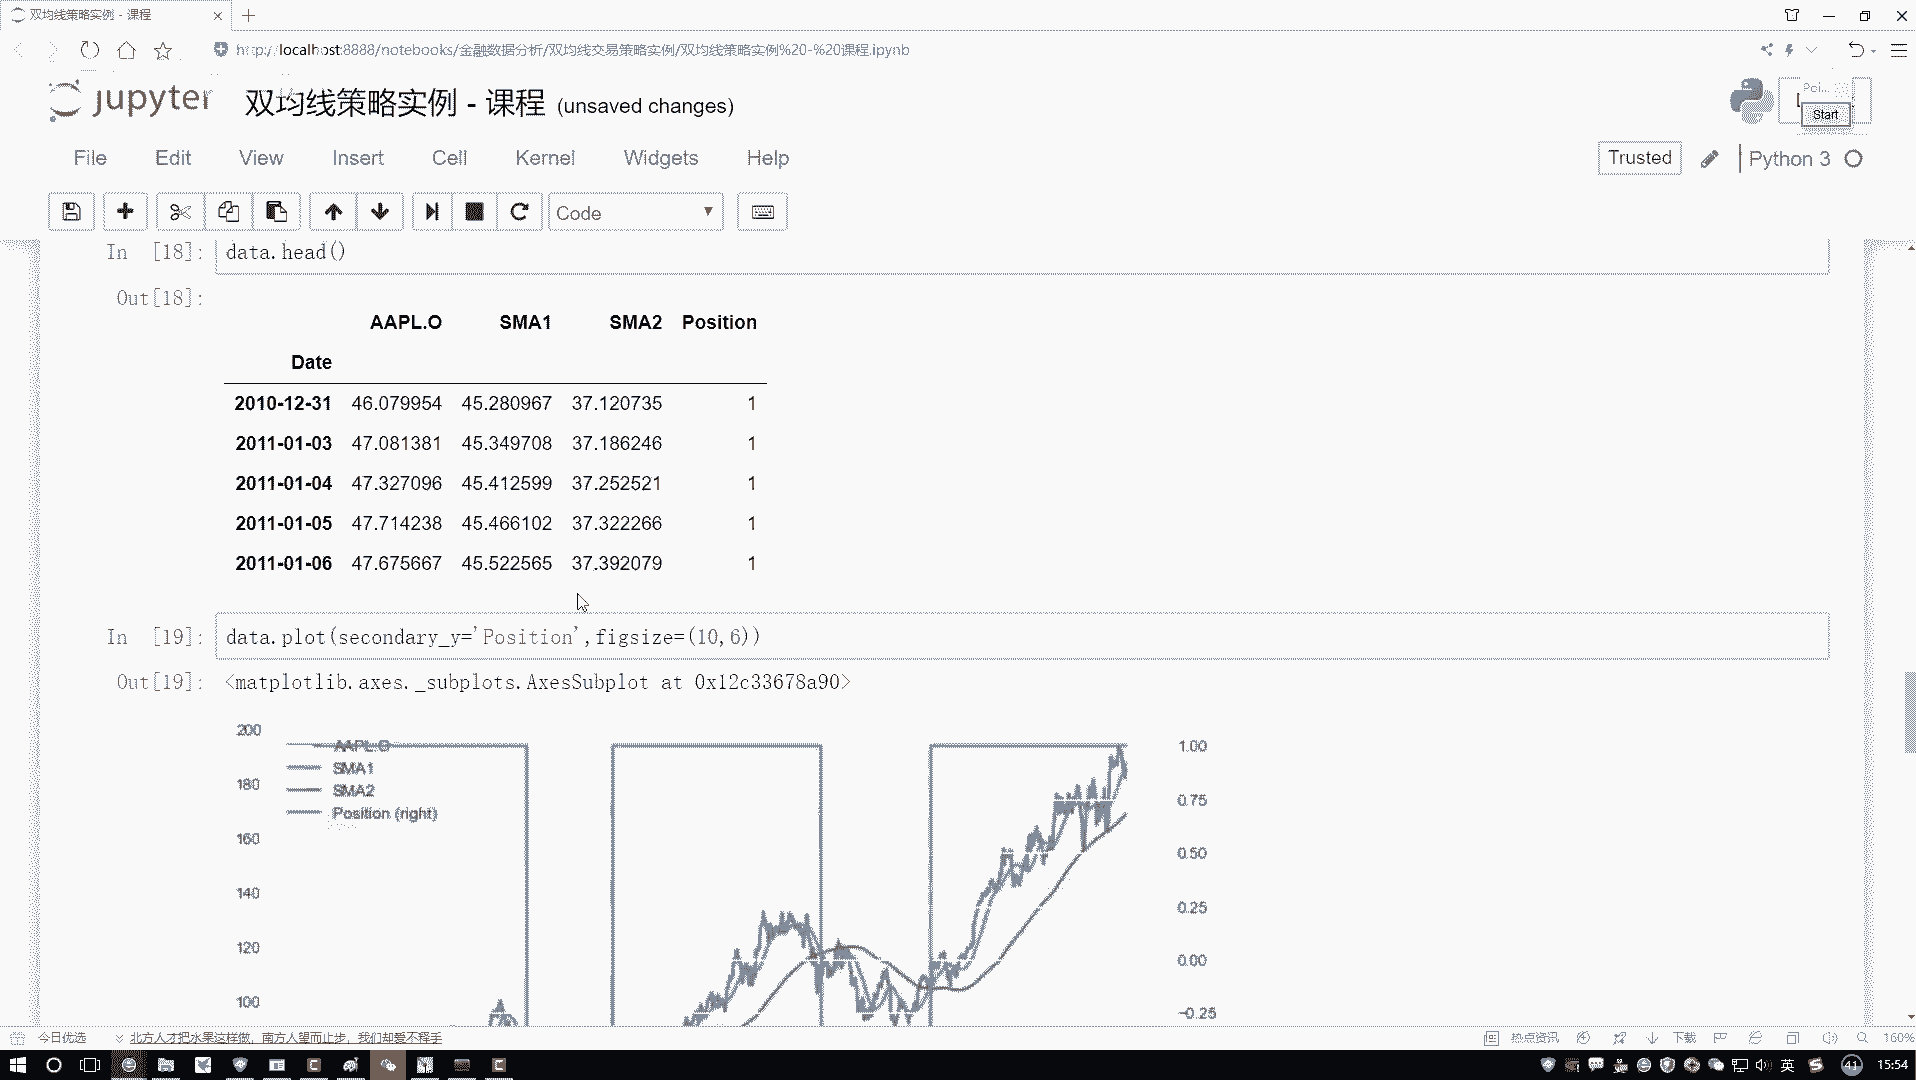 双均线策略实例 - 课程
http://localhost:8888/notebooks/金融数据分析/双均线交易策略实例/双均线策略实例%20-%20课程.ipynb
jupyter 双均线策略实例 - 课程 (unsaved changes)
Poi...
Start
File Edit View Insert Cell Kernel Widgets Help
Trusted Python 3
Code
In [18]: data.head()
Out[18]:
AAPL.O SMA1 SMA2 Position
Date
2010-12-31 46.079954 45.280967 37.120735 1
2011-01-03 47.081381 45.349708 37.186246 1
2011-01-04 47.327096 45.412599 37.252521 1
2011-01-05 47.714238 45.466102 37.322266 1
2011-01-06 47.675667 45.522565 37.392079 1
In [19]: data.plot(secondary_y='Position',figsize=(10,6))
Out[19]: <matplotlib.axes._subplots.AxesSubplot at 0x12c33678a90>
200
180
160
140
120
100
AAPL.O
SMA1
SMA2
Position (right)
1.00
0.75
0.50
0.25
0.00
-0.25
今日优选 北方人才把水果这样做，南方人望而止步，我们却爱不释手 热点资讯 下载 160%
英 41 15:54